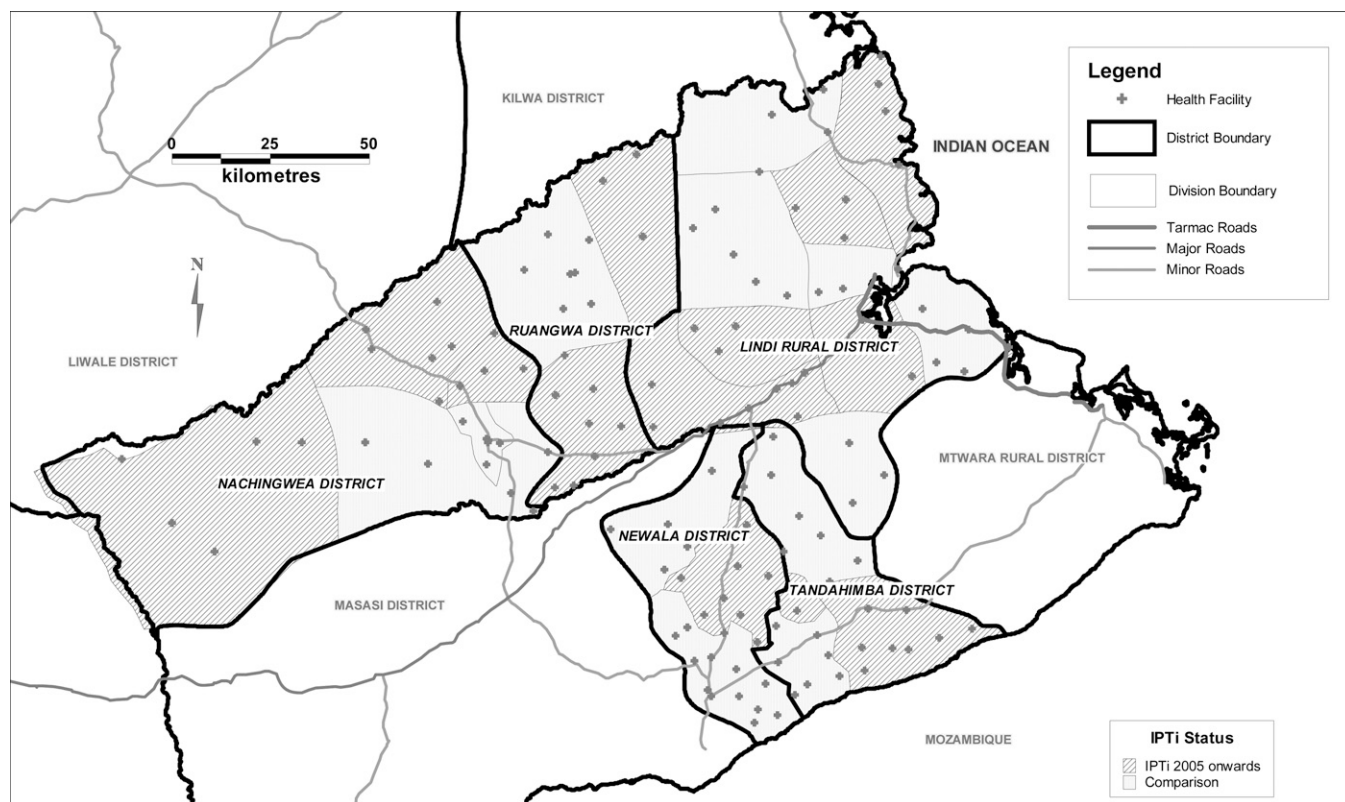 KILWA DISTRICT
0 25 50
kilometres
INDIAN OCEAN
Legend
Health Facility
District Boundary
Division Boundary
Tarmac Roads
Major Roads
Minor Roads
N
RUANGWA DISTRICT
LINDI RURAL DISTRICT
LIWALE DISTRICT
MTWARA RURAL DISTRICT
NACHINGWEA DISTRICT
NEWALA DISTRICT
TANDAHIMBA DISTRICT
MASASI DISTRICT
MOZAMBIQUE
IPTi Status
IPTi 2005 onwards
Comparison